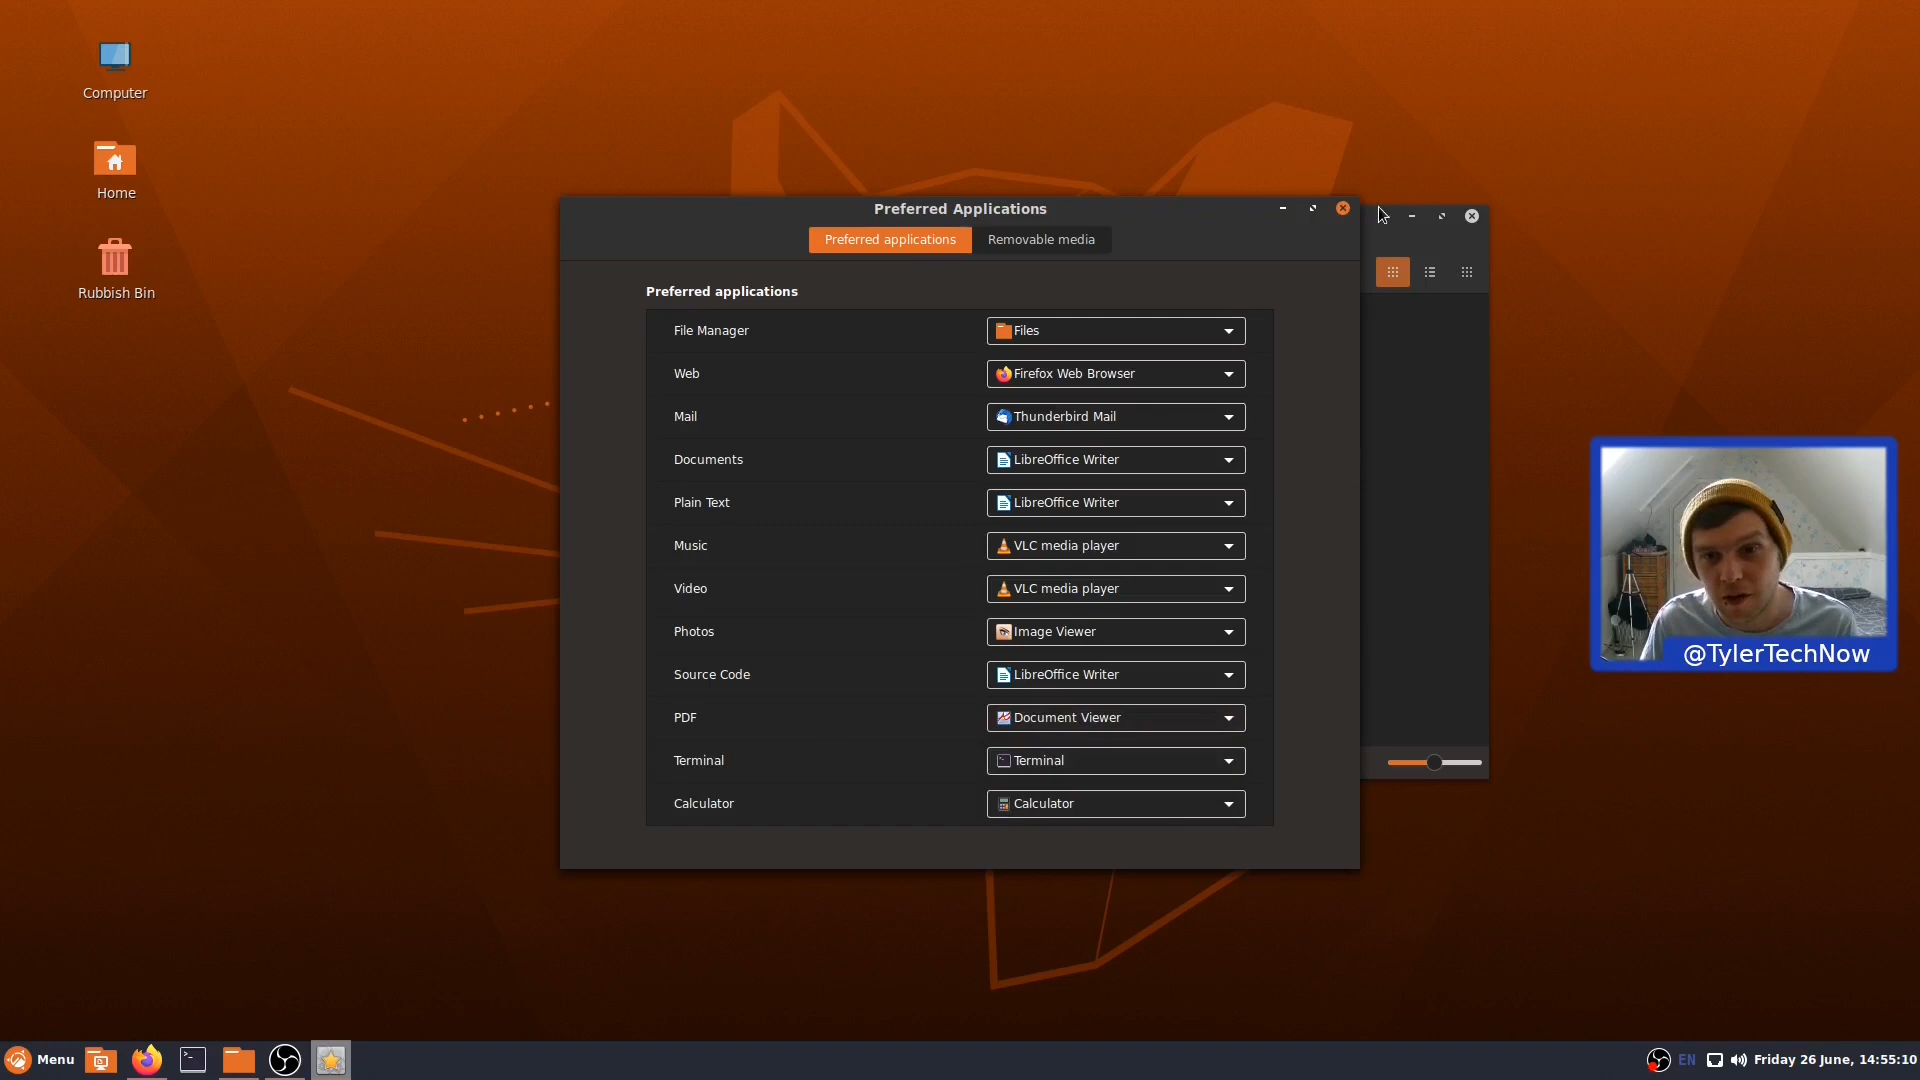 Computer
Home
Rubbish Bin
Preferred Applications
Preferred applications
Removable media
Preferred applications
File Manager
Files
Web
Firefox Web Browser
Mail
Thunderbird Mail
Documents
LibreOffice Writer
Plain Text
LibreOffice Writer
Music
VLC media player
Video
VLC media player
Photos
Image Viewer
Source Code
LibreOffice Writer
PDF
Document Viewer
Terminal
Terminal
Calculator
Calculator
@TylerTechNow
Menu
EN
Friday 26 June, 14:55:10